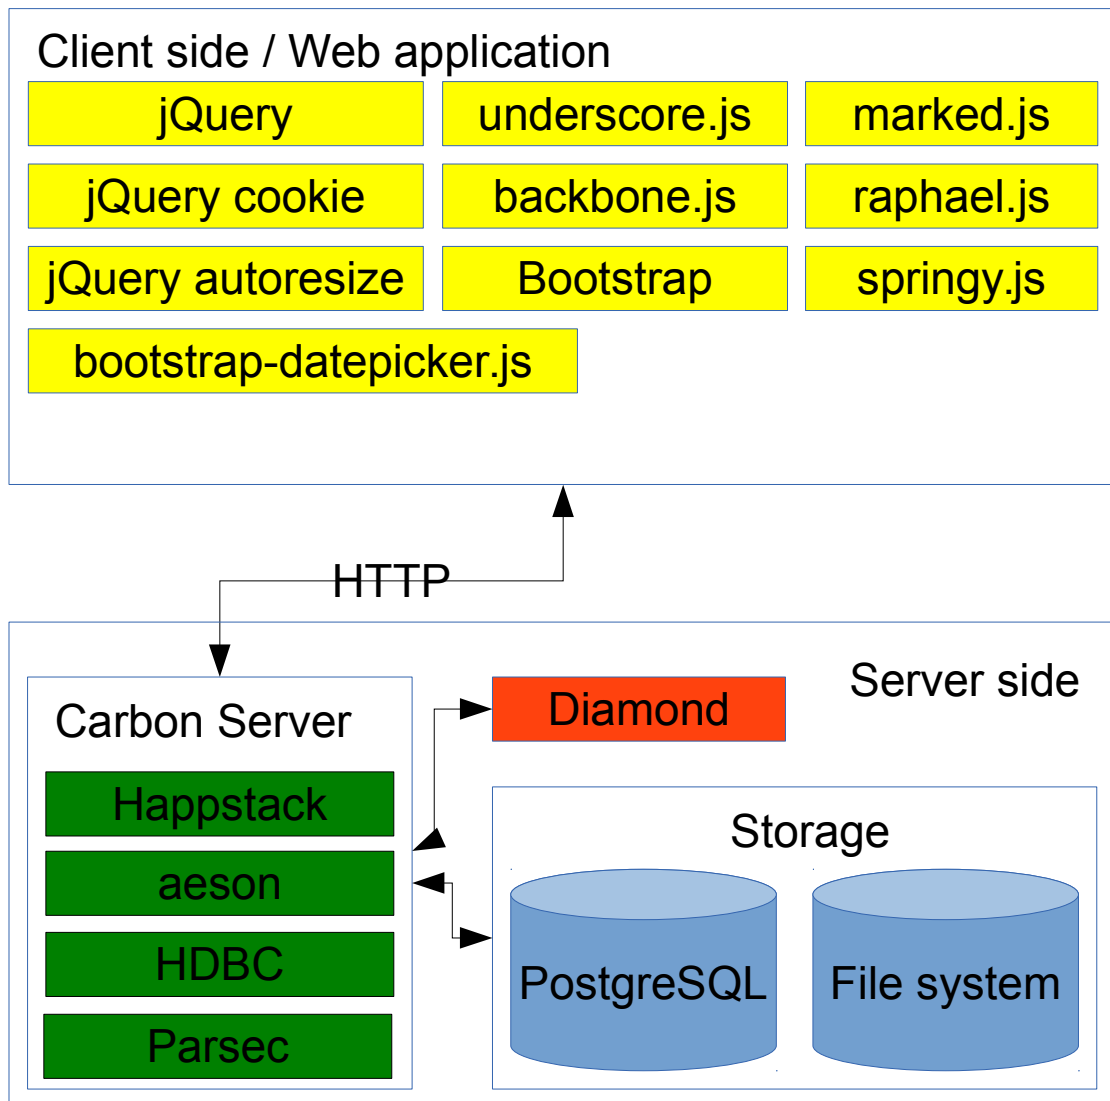 Client side / Web application
jQuery
underscore.js
marked.js
jQuery cookie
backbone.js
raphael.js
jQuery autoresize
Bootstrap
springy.js
bootstrap-datepicker.js
HTTP
Server side
Carbon Server
Happstack
aeson
HDBC
Parsec
Diamond
Storage
PostgreSQL
File system